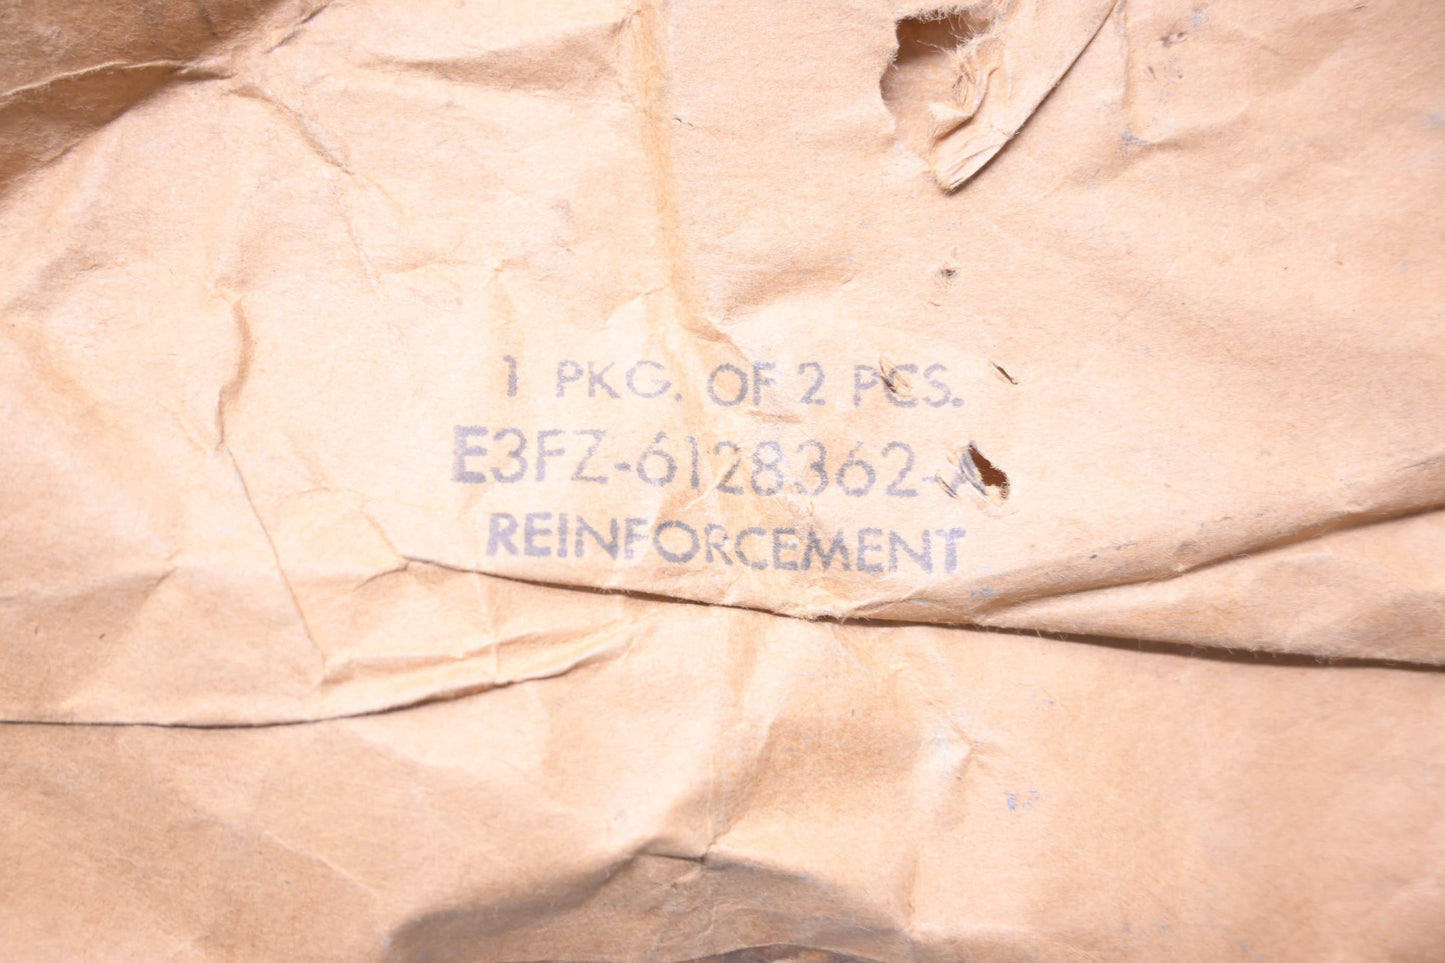 1 PKG. OF 2 PCS.
E3FZ-6128362-A
REINFORCEMENT